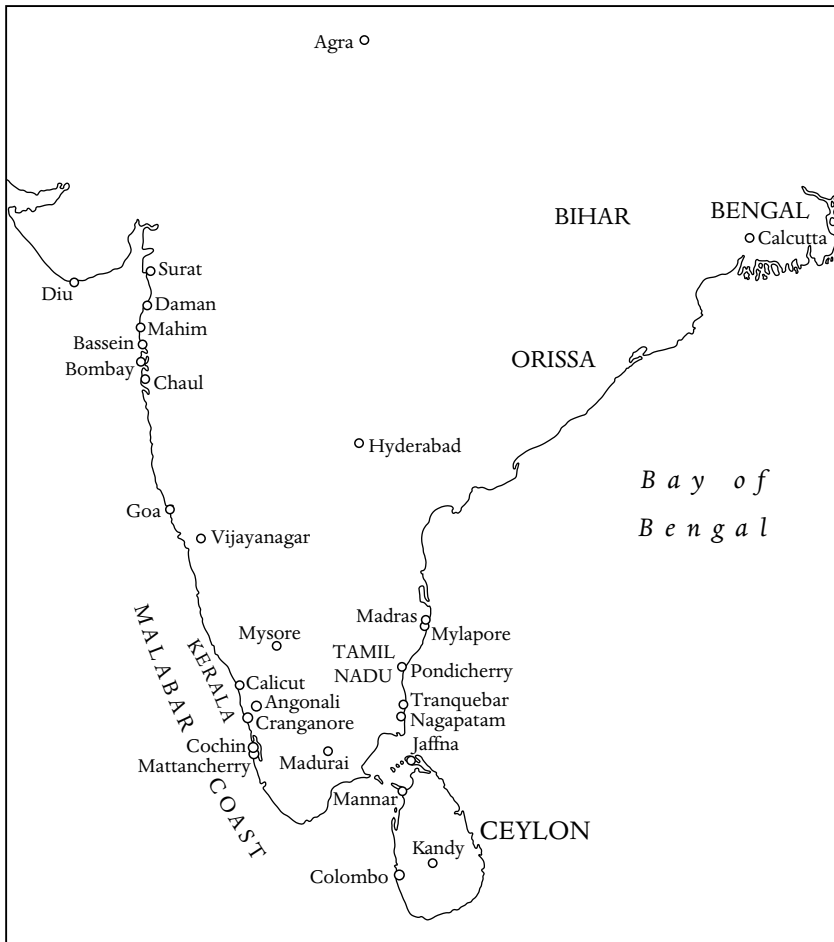 Agra
BIHAR
BENGAL
Calcutta
Surat
Diu
Daman
Mahim
Bassein
Bombay
ORISSA
Chaul
Hyderabad
Bay of
Bengal
Goa
Vijayanagar
Madras
Mylapore
MALABAR COAST
KERALA
Mysore
TAMIL
NADU
Pondicherry
Calicut
Angonali
Cranganore
Tranquebar
Nagapatam
Cochin
Mattancherry
Madurai
Jaffna
Mannar
CEYLON
Kandy
Colombo